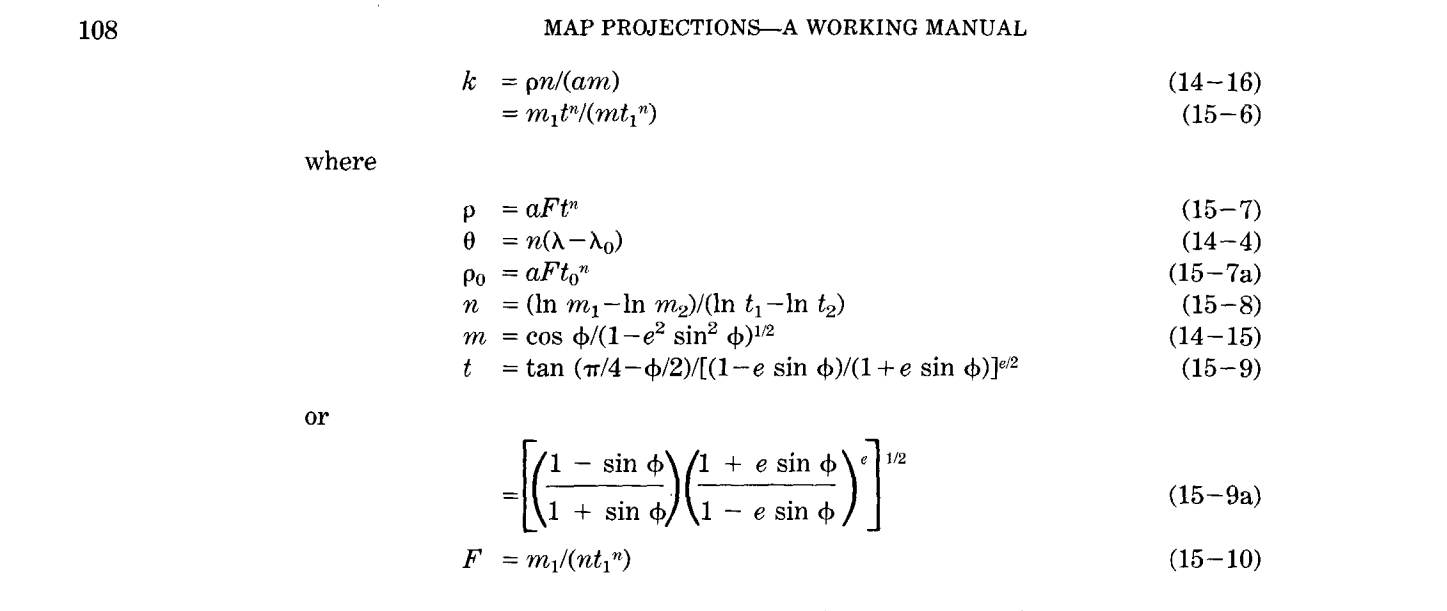 108 MAP PROJECTIONS—A WORKING MANUAL
k = ρn/(am) (14−16)
= m₁tⁿ/(mt₁ⁿ) (15−6)
where
ρ = aFtⁿ (15−7)
θ = n(λ−λ₀) (14−4)
ρ₀ = aFt₀ⁿ (15−7a)
n = (ln m₁−ln m₂)/(ln t₁−ln t₂) (15−8)
m = cos ϕ/(1−e² sin² ϕ)^1/2 (14−15)
t = tan (π/4−ϕ/2)/[(1−e sin ϕ)/(1+e sin ϕ)]^e/2 (15−9)
or
=[((1 − sin ϕ)/(1 + sin ϕ))((1 + e sin ϕ)/(1 − e sin ϕ))^e]^1/2 (15−9a)
F = m₁/(nt₁ⁿ) (15−10)